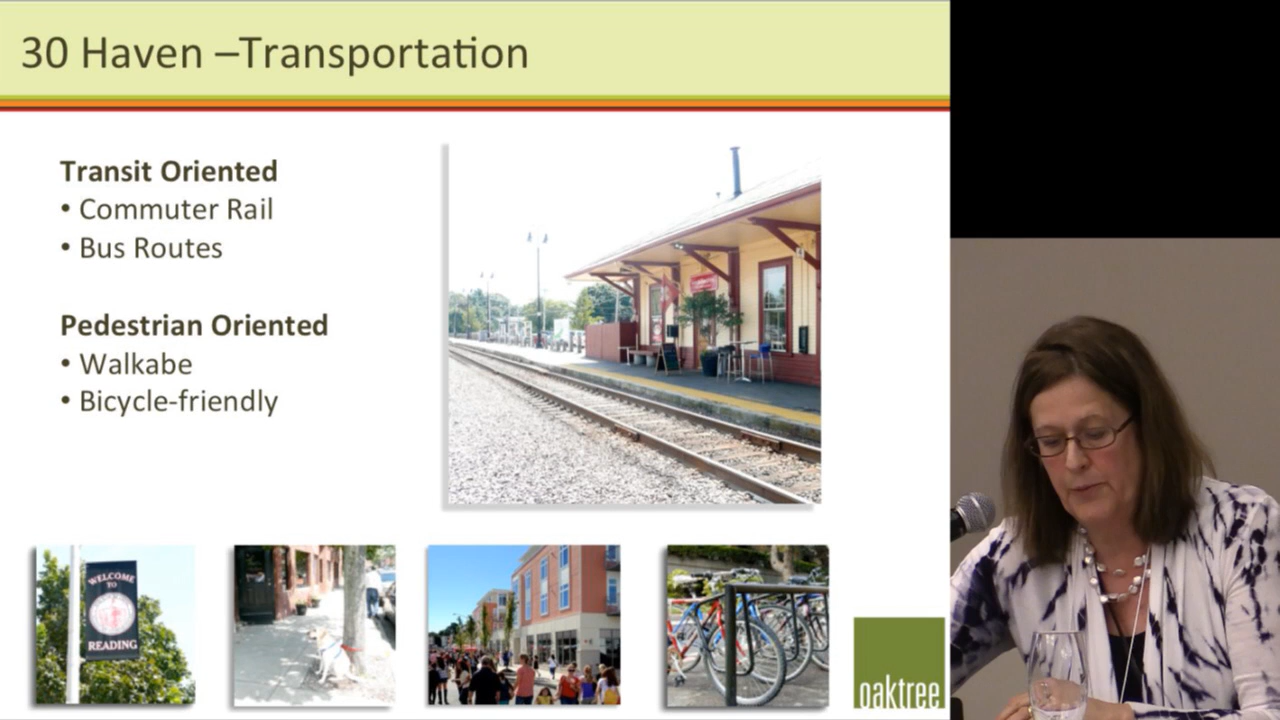 30 Haven –Transportation
Transit Oriented
• Commuter Rail
• Bus Routes
Pedestrian Oriented
• Walkabe
• Bicycle-friendly
WELCOME
TO
READING
oaktree